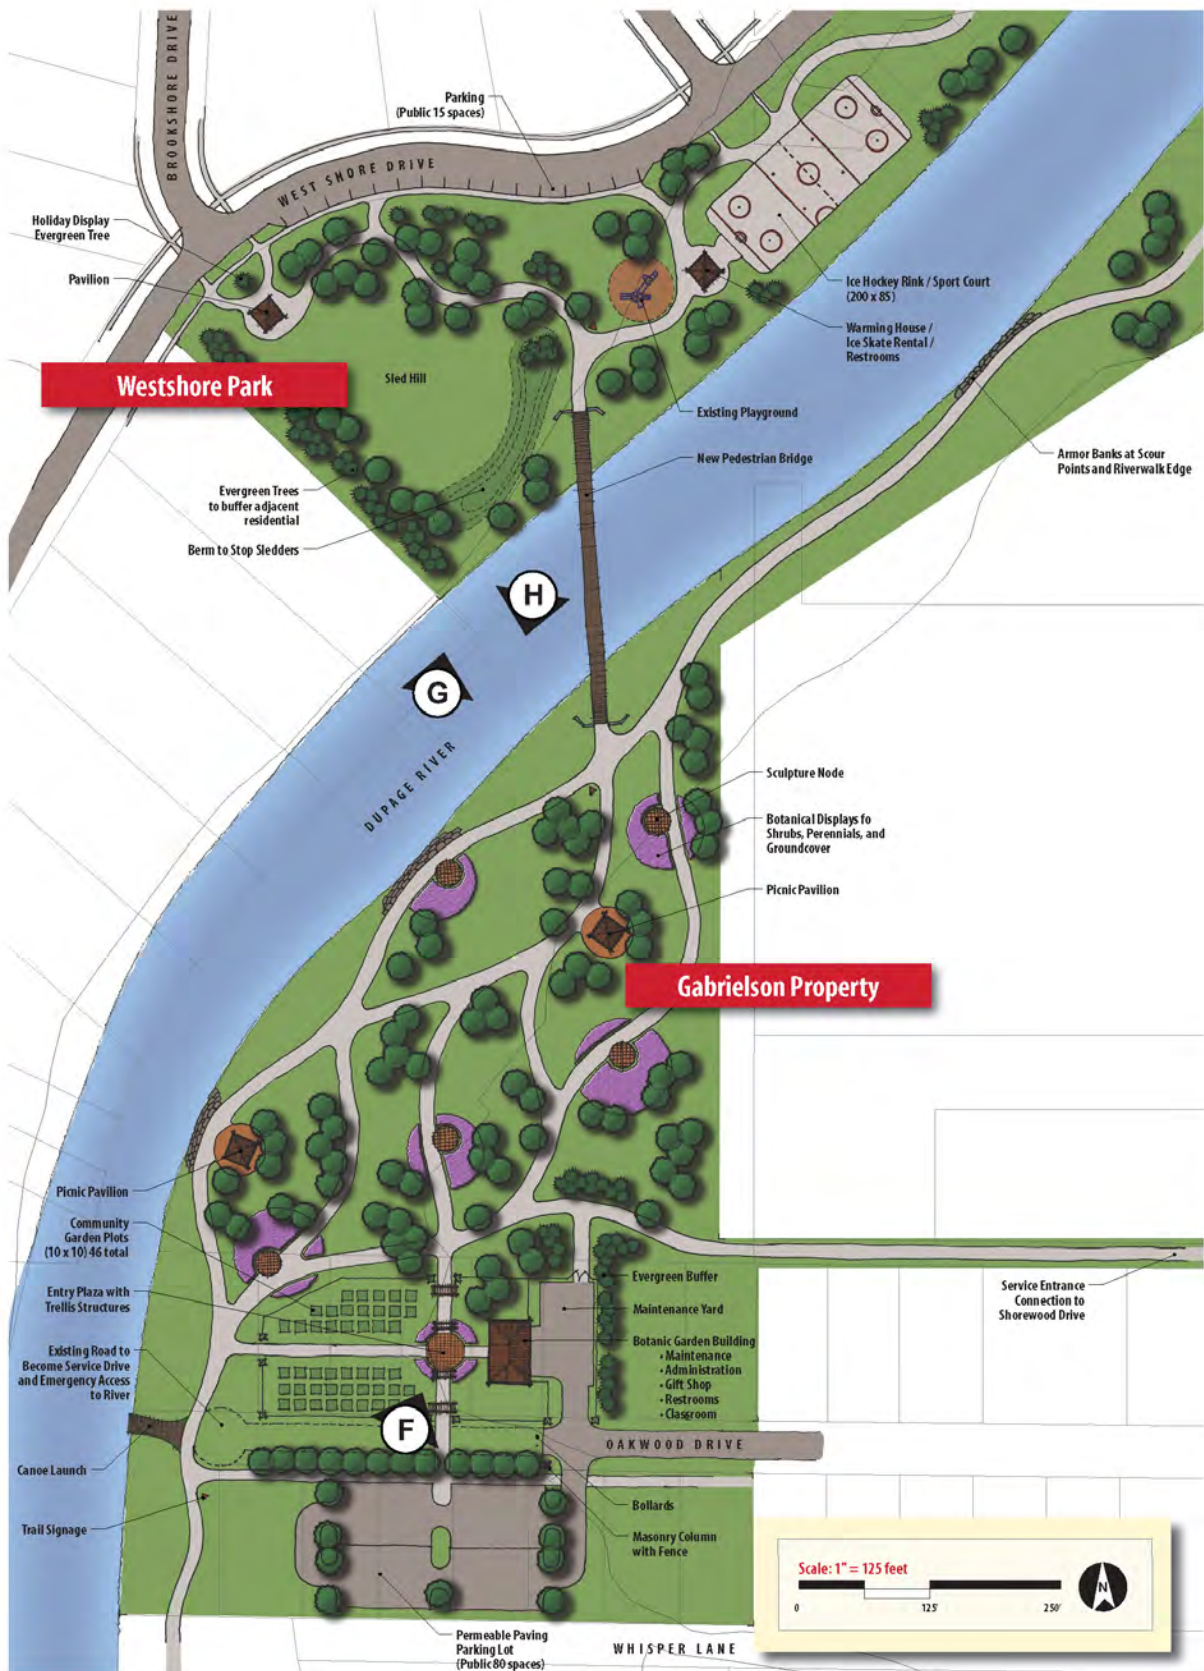 BROOKSHORE DRIVE
Parking
(Public 15 spaces)
WEST SHORE DRIVE
Holiday Display
Evergreen Tree
Pavilion
Ice Hockey Rink / Sport Court
(200 x 85)
Warming House /
Ice Skate Rental /
Restrooms
Westshore Park
Sled Hill
Existing Playground
New Pedestrian Bridge
Armor Banks at Scour
Points and Riverwalk Edge
Evergreen Trees
to buffer adjacent
residential
Berm to Stop Sledders
H
G
DUPAGE RIVER
Sculpture Node
Botanical Displays fo
Shrubs, Perennials, and
Groundcover
Picnic Pavilion
Gabrielson Property
Picnic Pavilion
Community
Garden Plots
(10 x 10) 46 total
Entry Plaza with
Trellis Structures
Existing Road to
Become Service Drive
and Emergency Access
to River
Evergreen Buffer
Maintenance Yard
Botanic Garden Building
• Maintenance
• Administration
• Gift Shop
• Restrooms
• Classroom
Service Entrance
Connection to
Shorewood Drive
F
OAKWOOD DRIVE
Canoe Launch
Trail Signage
Bollards
Masonry Column
with Fence
Scale: 1" = 125 feet
N
0 125' 250'
Permeable Paving
Parking Lot
(Public 80 spaces)
WHISPER LANE